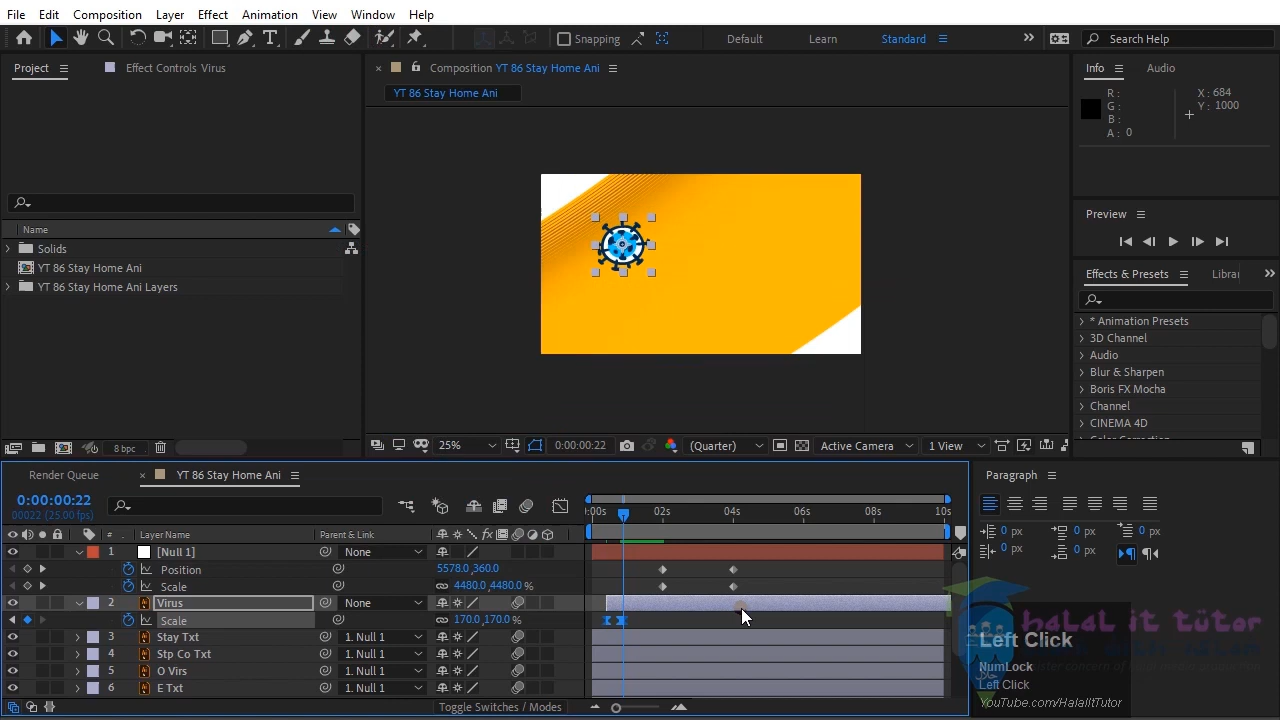 File Edit Composition Layer Effect Animation View Window Help
Snapping Default Learn Standard Search Help
Project Effect Controls Virus
Composition YT 86 Stay Home Ani
Info Audio
YT 86 Stay Home Ani
R : X : 684
G : Y : 1000
B :
A : 0
Name
Solids
YT 86 Stay Home Ani
YT 86 Stay Home Ani Layers
Preview
Effects & Presets Librar
* Animation Presets
3D Channel
Audio
Blur & Sharpen
Boris FX Mocha
Channel
CINEMA 4D
Color Correction
8 bpc 25% 0:00:00:22 (Quarter) Active Camera 1 View
Render Queue YT 86 Stay Home Ani
Paragraph
0:00:00:22
00022 (25.00 fps)
:00s 02s 04s 06s 08s 10s
# Layer Name Parent & Link
1 [Null 1] None
Position 5578.0,360.0
Scale 4480.0,4480.0 %
2 Virus None
Scale 170.0,170.0 %
3 Stay Txt 1. Null 1
4 Stp Co Txt 1. Null 1
5 O Virs 1. Null 1
6 E Txt 1. Null 1
Toggle Switches / Modes
0 px 0 px 0 px
0 px 0 px
halal it tutor
Left Click
NumLock
Left Click
YouTube.com/HalalItTutor